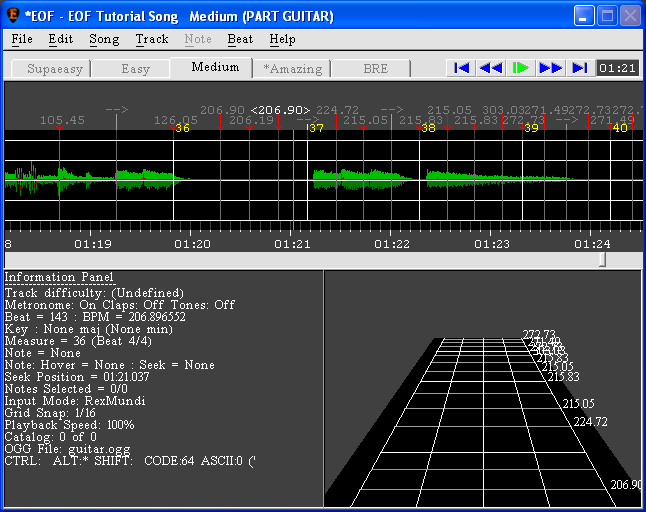 *EOF - EOF Tutorial Song   Medium (PART GUITAR)
File Edit Song Track Note Beat Help
Supaeasy Easy Medium *Amazing BRE 01:21
--> 206.90 <206.90> 224.72 --> 215.05 303.03 271.49 272.73 272.7
105.45 126.05 206.19 --> 215.05 215.83 215.83 272.73 --> 271.49
36 37 38 39 40
8 01:19 01:20 01:21 01:22 01:23 01:24
Information Panel
----------------------------
Track difficulty: (Undefined)
Metronome: On Claps: Off Tones: Off
Beat = 143 : BPM = 206.896552
Key : None maj (None min)
Measure = 36 (Beat 4/4)
Note = None
Note: Hover = None : Seek = None
Seek Position = 01:21.037
Notes Selected = 0/0
Input Mode: RexMundi
Grid Snap: 1/16
Playback Speed: 100%
Catalog: 0 of 0
OGG File: guitar.ogg
CTRL:  ALT:* SHIFT:  CODE:64 ASCII:0 ('
272.73
215.83
215.05
215.83
215.05
224.72
206.90